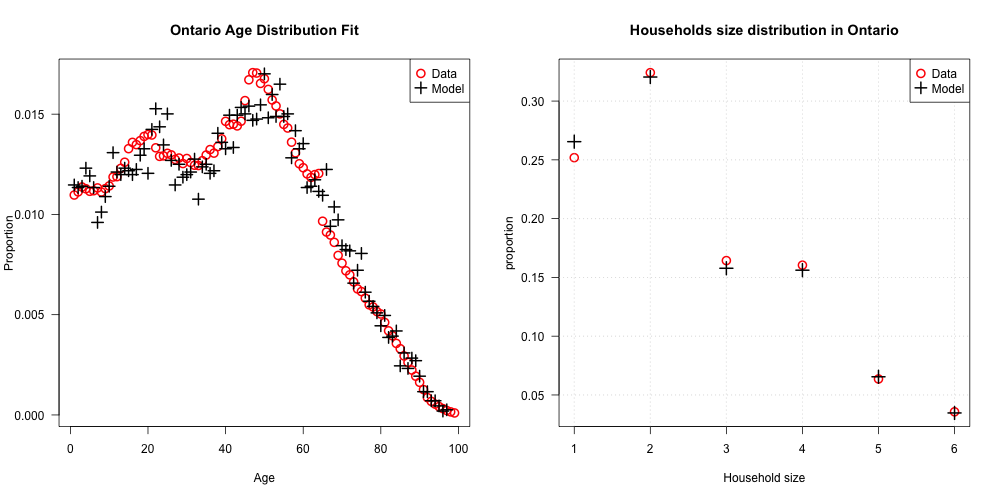 Ontario Age Distribution Fit
Data
Model
0.015
0.010
0.005
0.000
Proportion
0 20 40 60 80 100
Age
Households size distribution in Ontario
Data
Model
0.30
0.25
0.20
0.15
0.10
0.05
proportion
1 2 3 4 5 6
Household size